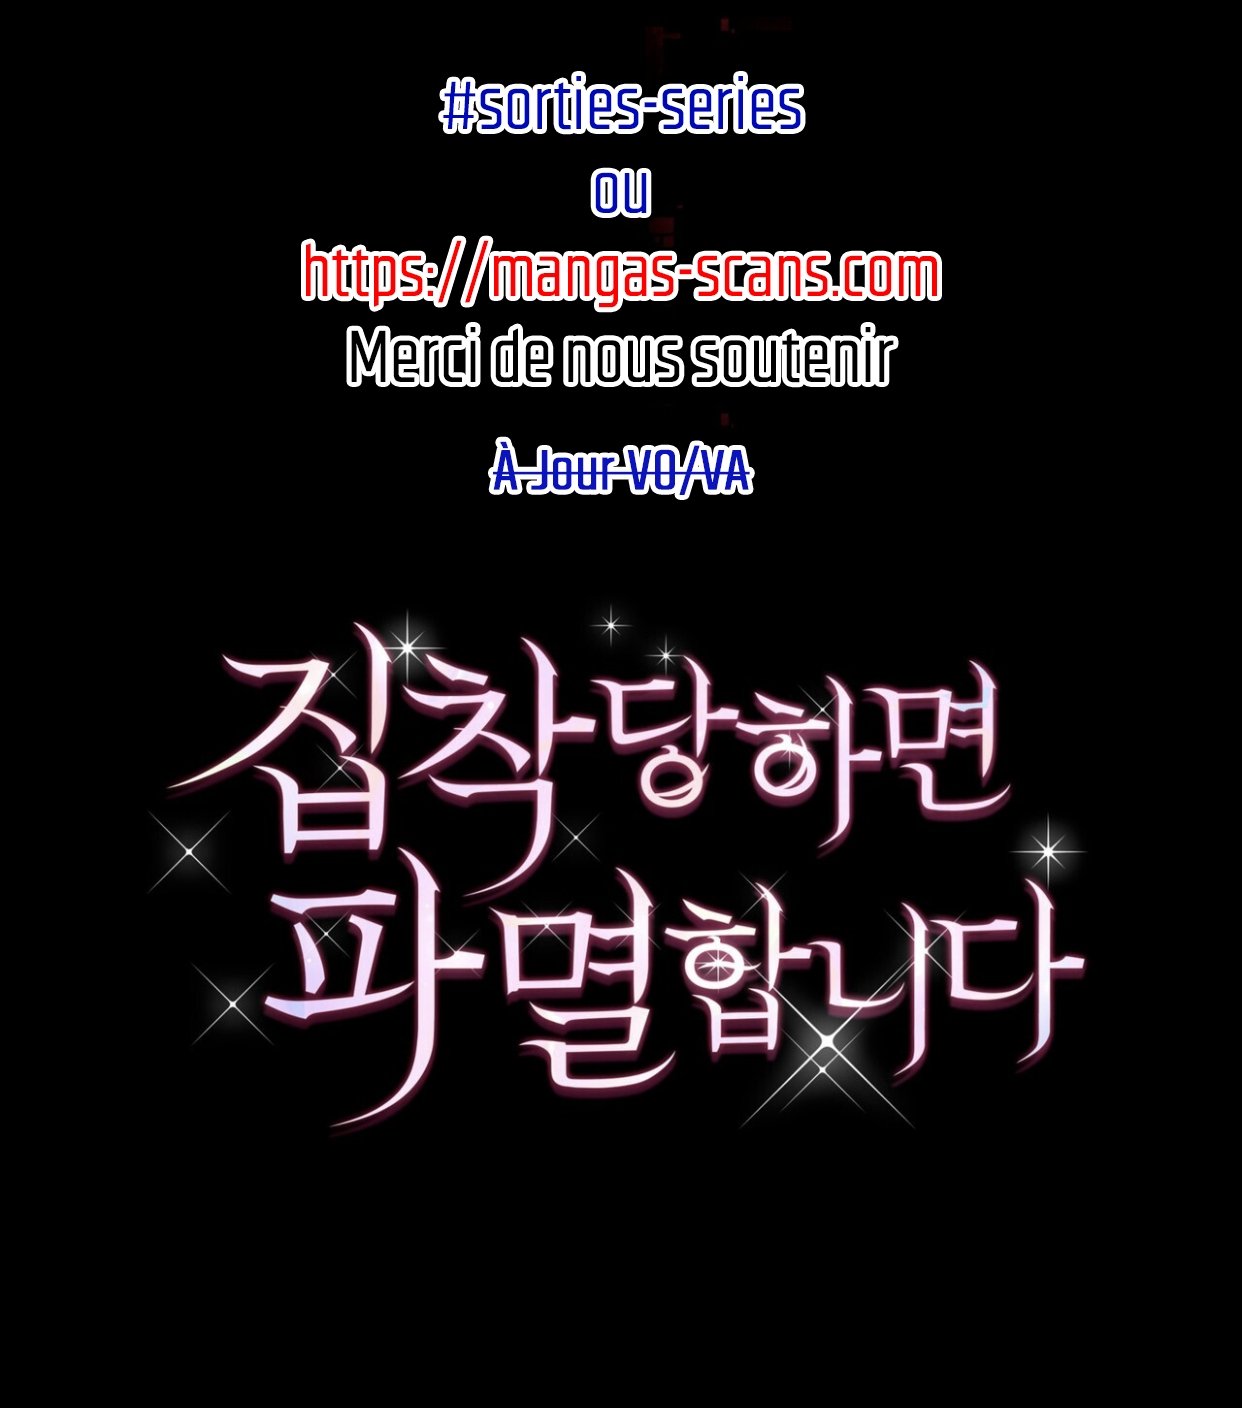 #sorties-series
ou
https://mangas-scans.com
Merci de nous soutenir
À Jour VO/VA
집착당하면
파멸합니다